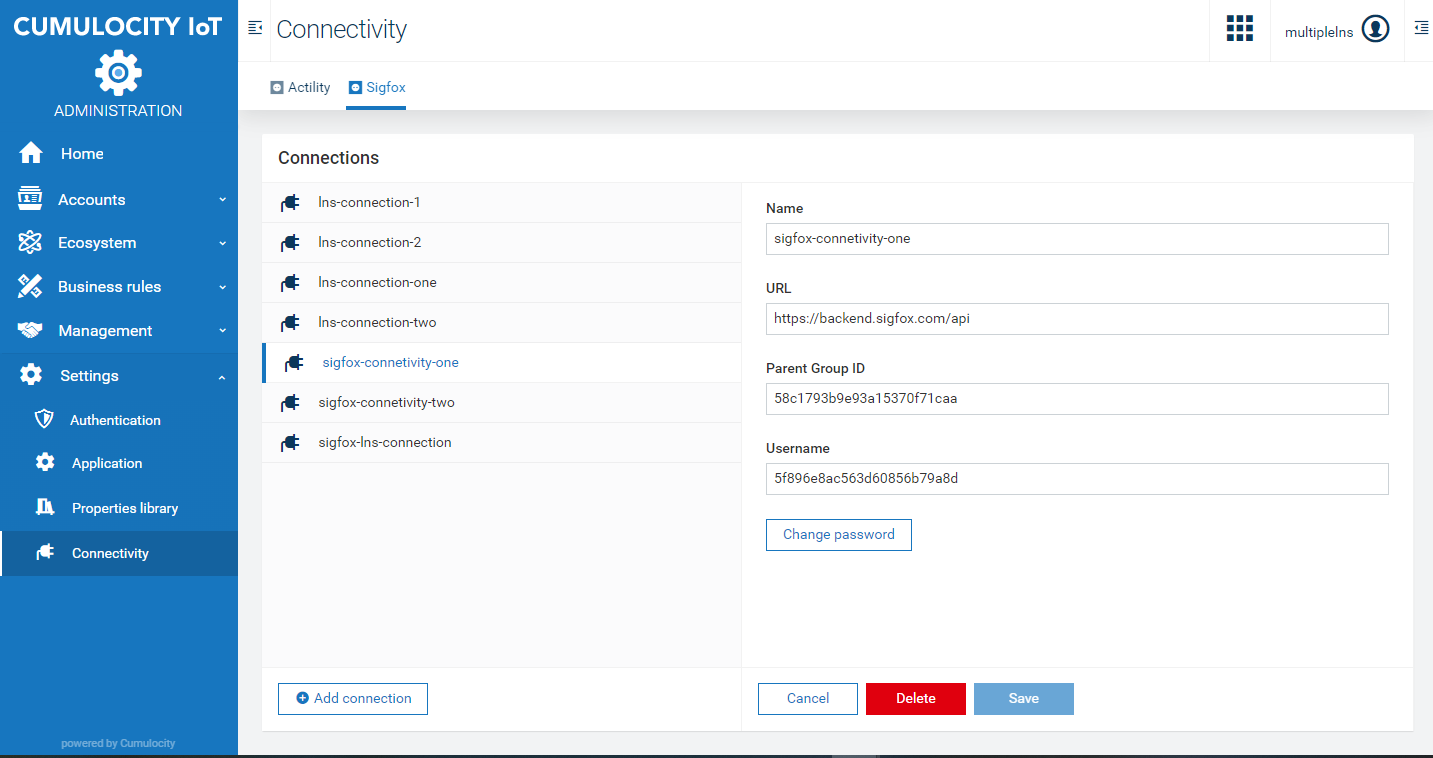 CUMULOCITY IoT
ADMINISTRATION
Home
Accounts
Ecosystem
Business rules
Management
Settings
Authentication
Application
Properties library
Connectivity
powered by Cumulocity
Connectivity
multiplelns
Actility
Sigfox
Connections
lns-connection-1
lns-connection-2
lns-connection-one
lns-connection-two
sigfox-connetivity-one
sigfox-connetivity-two
sigfox-lns-connection
Add connection
Name
sigfox-connetivity-one
URL
https://backend.sigfox.com/api
Parent Group ID
58c1793b9e93a15370f71caa
Username
5f896e8ac563d60856b79a8d
Change password
Cancel
Delete
Save